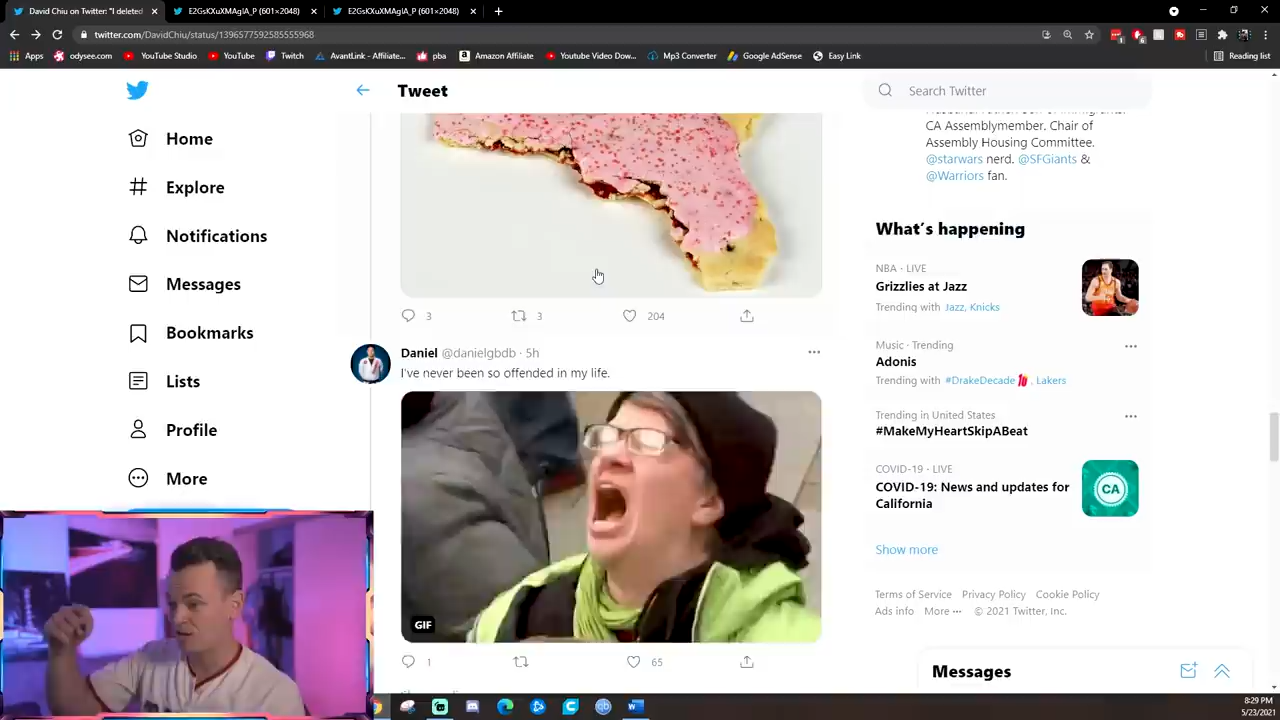 David Chiu on Twitter "I deleted
E2GsKXuXMAgIA_P (601×2048)
E2GsKXuXMAgIA_P (601×2048)
twitter.com/DavidChiu/status/1396577592585555968
Apps
odysee.com
YouTube Studio
YouTube
Twitch
AvantLink - Affiliate...
pba
Amazon Affiliate
Youtube Video Dow...
Mp3 Converter
Google AdSense
Easy Link
Reading list
Tweet
Search Twitter
Home
Explore
Notifications
Messages
Bookmarks
Lists
Profile
More
3
3
204
Daniel @danielgbdb · 5h
I've never been so offended in my life.
GIF
1
65
CA Assemblymember. Chair of
Assembly Housing Committee.
@starwars nerd. @SFGiants &
@Warriors fan.
What's happening
NBA · LIVE
Grizzlies at Jazz
Trending with Jazz, Knicks
Music · Trending
Adonis
Trending with #DrakeDecade, Lakers
Trending in United States
#MakeMyHeartSkipABeat
COVID-19 · LIVE
COVID-19: News and updates for
California
CA
Show more
Terms of Service Privacy Policy Cookie Policy
Ads info More ··· © 2021 Twitter, Inc.
Messages
8:29 PM
5/23/2021